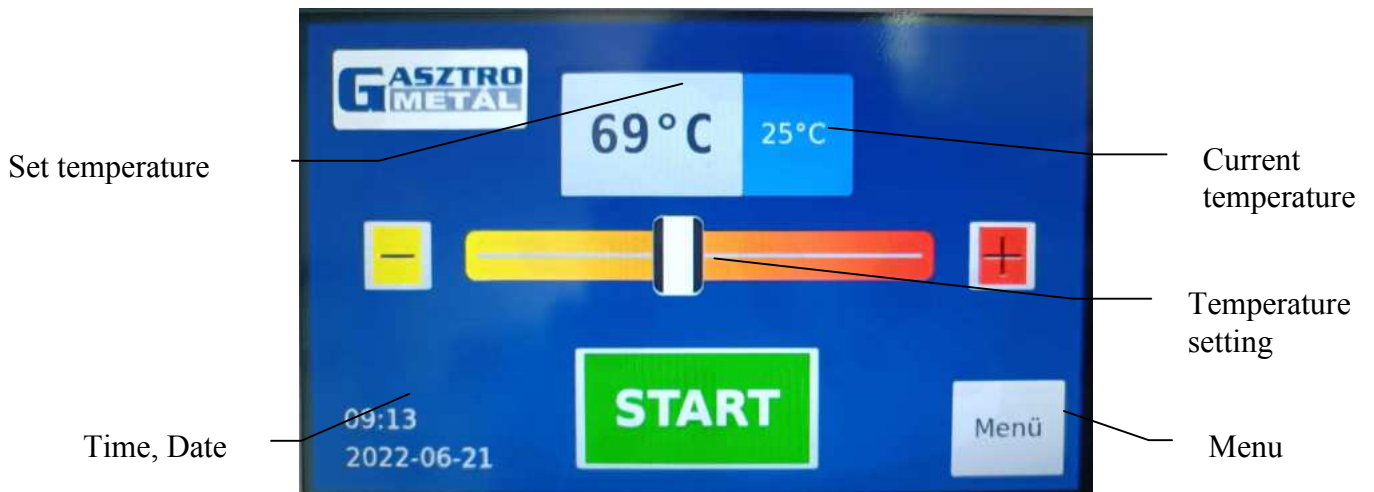 GASZTRO
METÁL
69°C
25°C
Set temperature
Current
temperature
−
+
Temperature
setting
START
09:13
2022-06-21
Time, Date
Menü
Menu